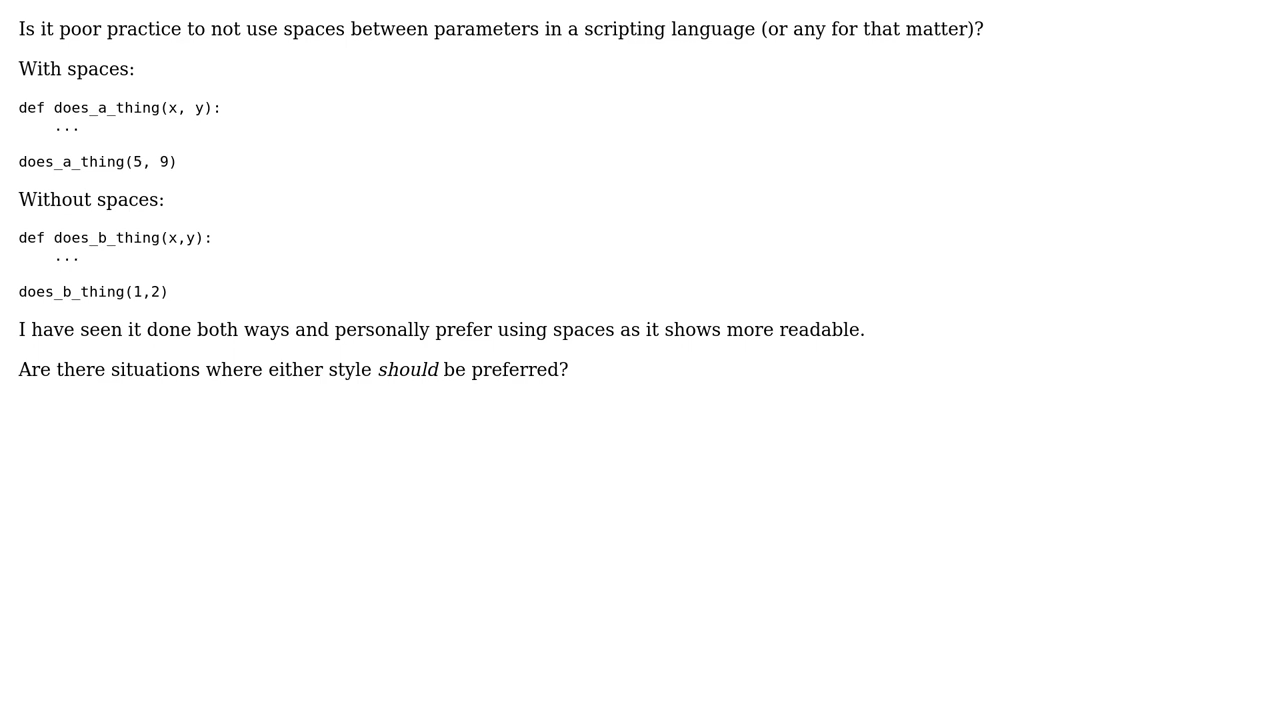 Is it poor practice to not use spaces between parameters in a scripting language (or any for that matter)?
With spaces:
def does_a_thing(x, y):
    ...
does_a_thing(5, 9)
Without spaces:
def does_b_thing(x,y):
    ...
does_b_thing(1,2)
I have seen it done both ways and personally prefer using spaces as it shows more readable.
Are there situations where either style should be preferred?